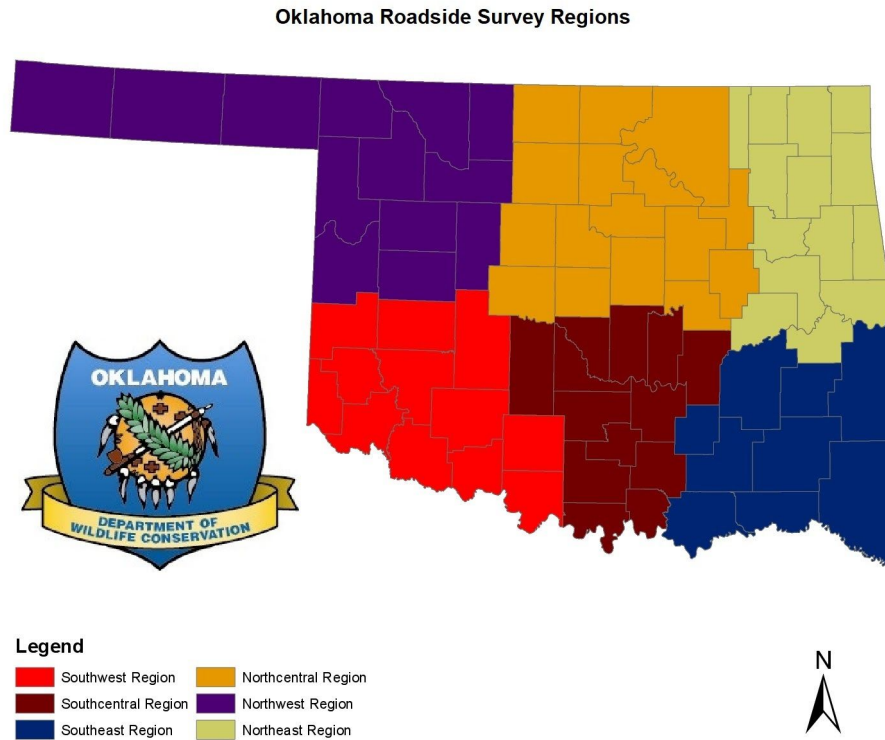 Oklahoma Roadside Survey Regions
OKLAHOMA
DEPARTMENT OF
WILDLIFE CONSERVATION
Legend
Southwest Region
Northcentral Region
Southcentral Region
Northwest Region
Southeast Region
Northeast Region
N